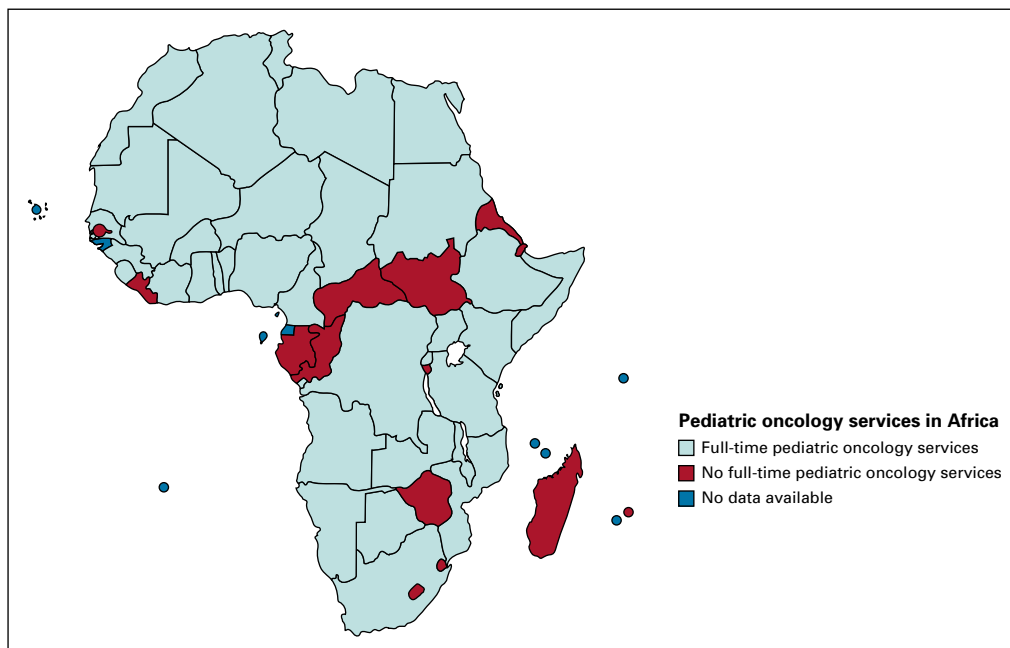 Pediatric oncology services in Africa
Full-time pediatric oncology services
No full-time pediatric oncology services
No data available